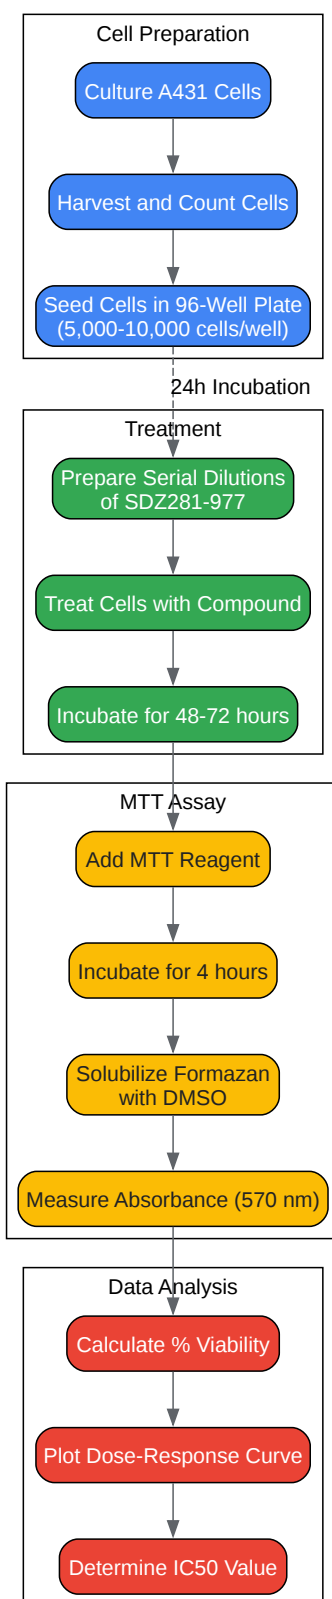 Cell Preparation
Culture A431 Cells
Harvest and Count Cells
Seed Cells in 96-Well Plate
(5,000-10,000 cells/well)
24h Incubation
Treatment
Prepare Serial Dilutions
of SDZ281-977
Treat Cells with Compound
Incubate for 48-72 hours
MTT Assay
Add MTT Reagent
Incubate for 4 hours
Solubilize Formazan
with DMSO
Measure Absorbance (570 nm)
Data Analysis
Calculate % Viability
Plot Dose-Response Curve
Determine IC50 Value